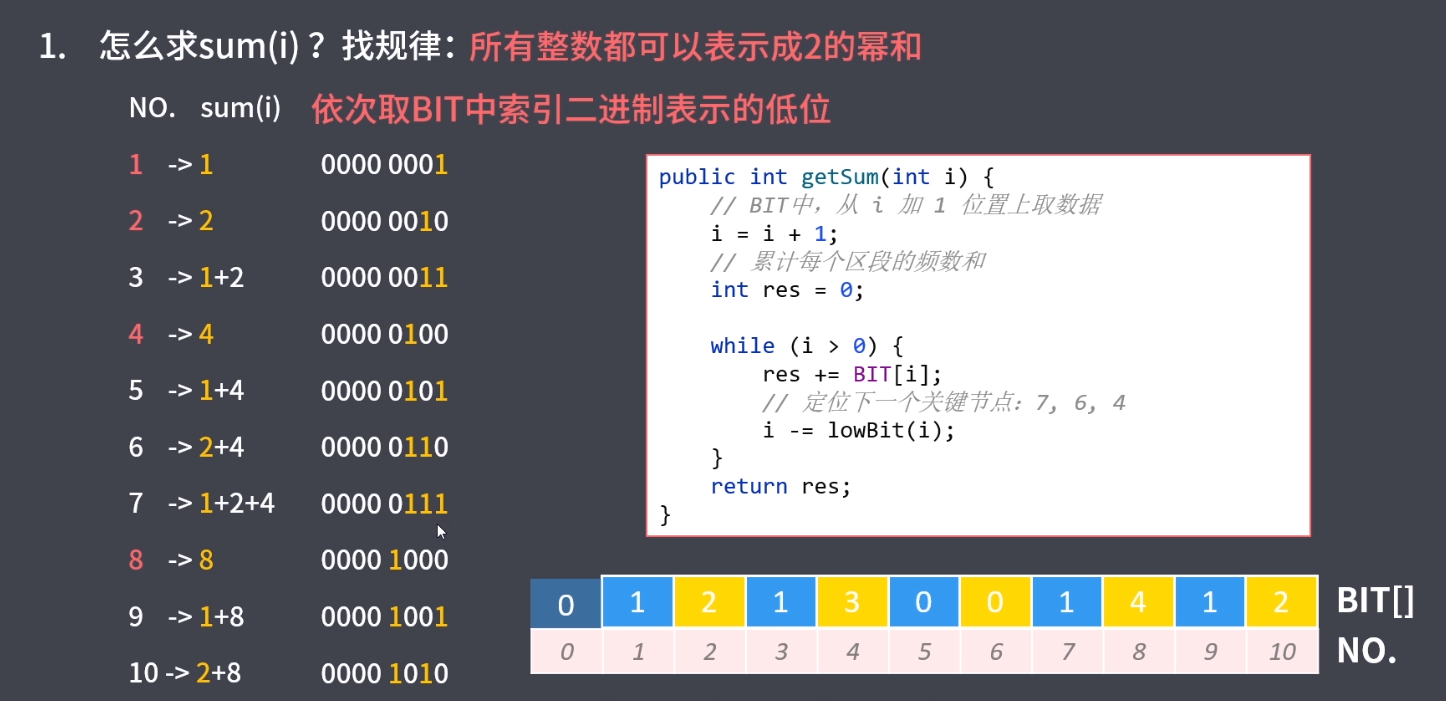 1. 怎么求sum(i)？找规律：所有整数都可以表示成2的幂和
NO. sum(i) 依次取BIT中索引二进制表示的低位
1 -> 1 0000 0001
2 -> 2 0000 0010
3 -> 1+2 0000 0011
4 -> 4 0000 0100
5 -> 1+4 0000 0101
6 -> 2+4 0000 0110
7 -> 1+2+4 0000 0111
8 -> 8 0000 1000
9 -> 1+8 0000 1001
10 -> 2+8 0000 1010
public int getSum(int i) {
// BIT中，从 i 加 1 位置上取数据
i = i + 1;
// 累计每个区段的频数和
int res = 0;
while (i > 0) {
res += BIT[i];
// 定位下一个关键节点：7, 6, 4
i -= lowBit(i);
}
return res;
}
0 1 2 1 3 0 0 1 4 1 2 BIT[]
0 1 2 3 4 5 6 7 8 9 10 NO.